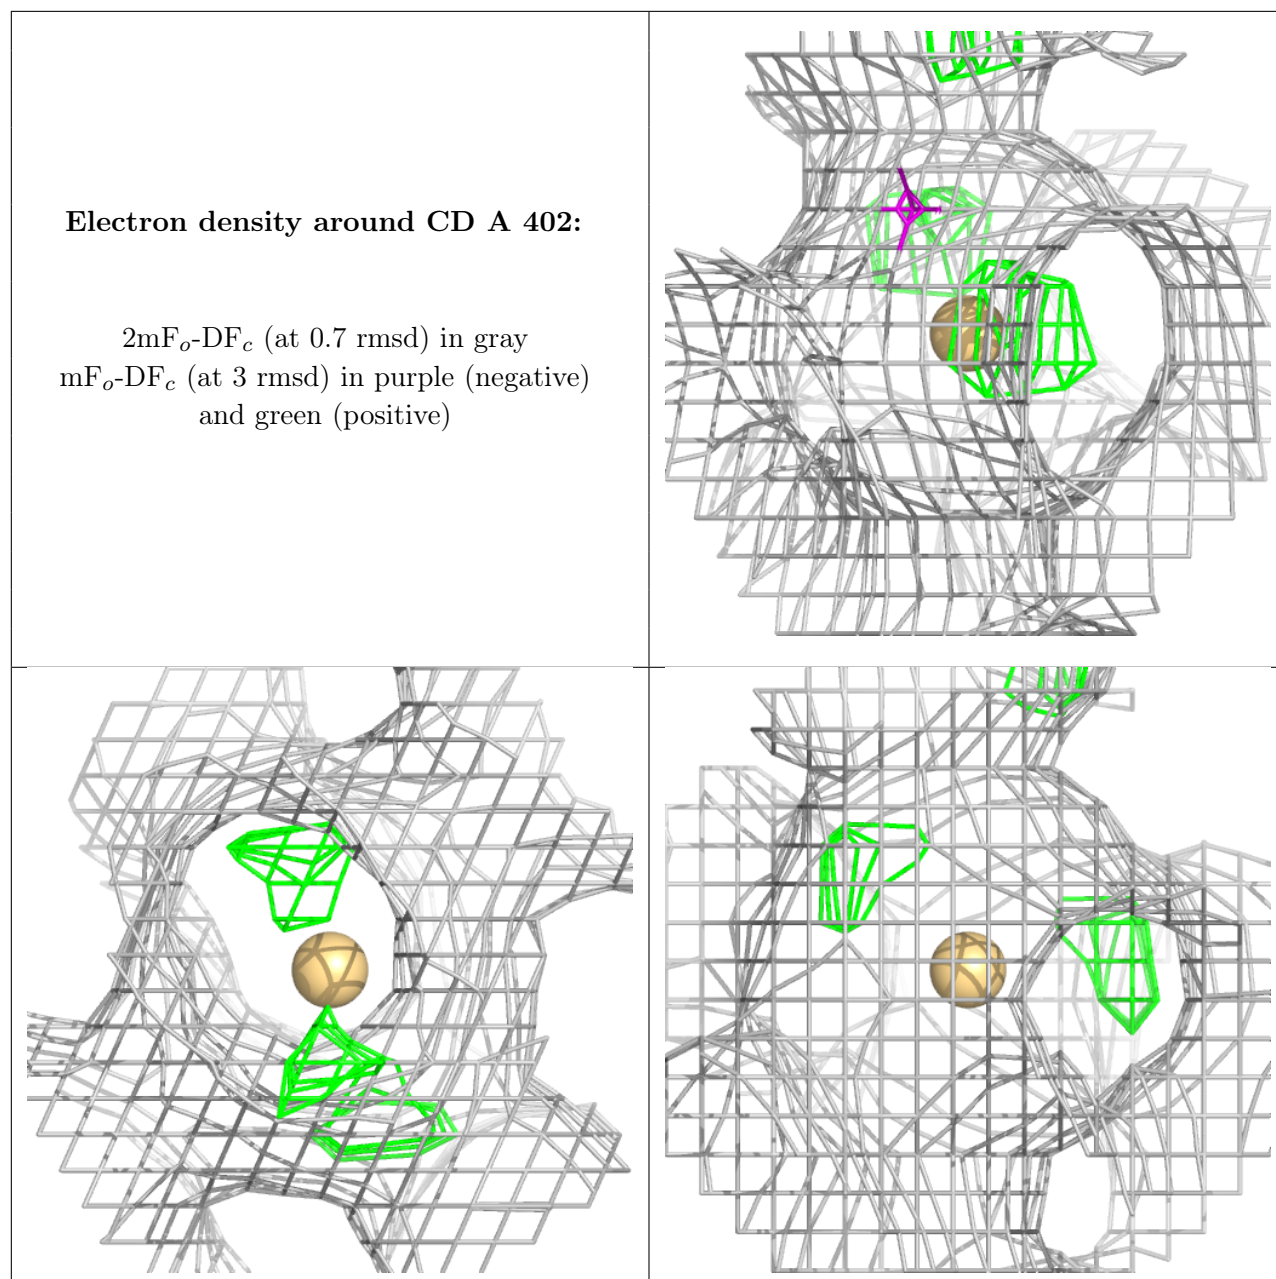 Electron density around CD A 402:
2mFo-DFc (at 0.7 rmsd) in gray
mFo-DFc (at 3 rmsd) in purple (negative)
and green (positive)